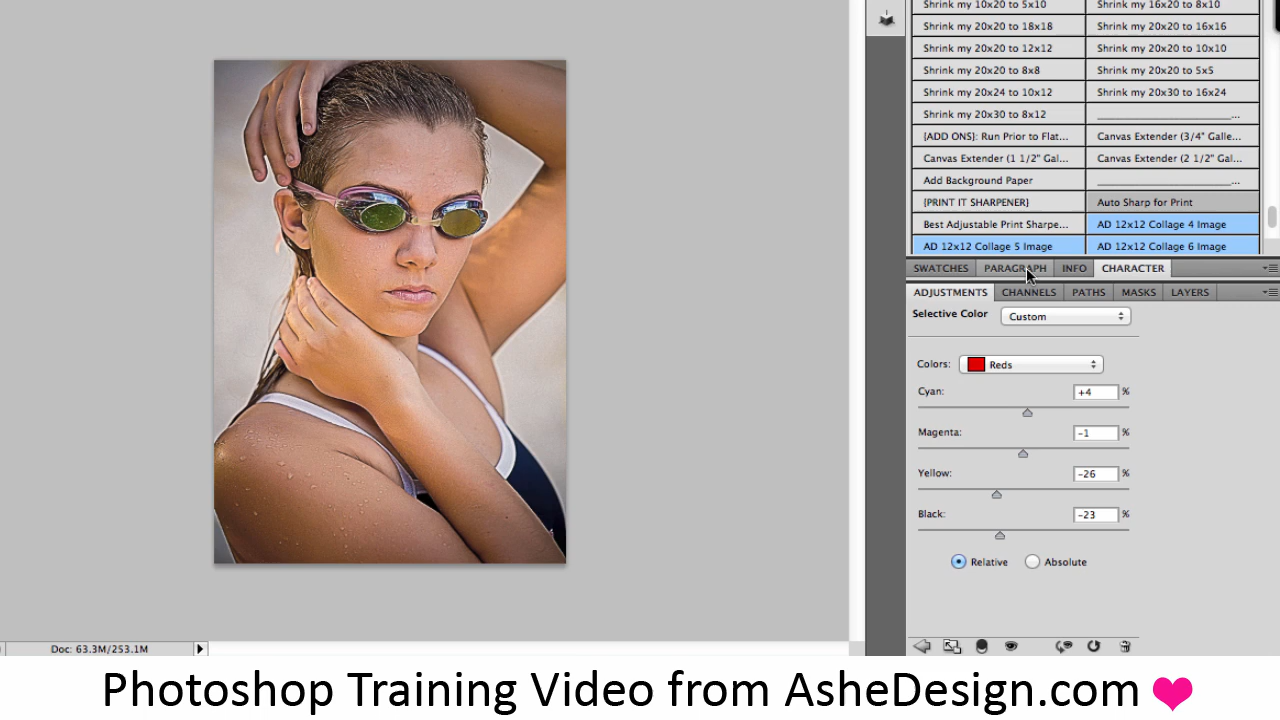 Shrink my 10x20 to 5x10 Shrink my 16x20 to 8x10
Shrink my 20x20 to 18x18 Shrink my 20x20 to 16x16
Shrink my 20x20 to 12x12 Shrink my 20x20 to 10x10
Shrink my 20x20 to 8x8 Shrink my 20x20 to 5x5
Shrink my 20x24 to 10x12 Shrink my 20x30 to 16x24
Shrink my 20x30 to 8x12 ______________________...
[ADD ONS]: Run Prior to Flat... Canvas Extender (3/4" Galle...
Canvas Extender (1 1/2" Gal... Canvas Extender (2 1/2" Gal...
Add Background Paper ______________________...
[PRINT IT SHARPENER] Auto Sharp for Print
Best Adjustable Print Sharpe... AD 12x12 Collage 4 Image
AD 12x12 Collage 5 Image AD 12x12 Collage 6 Image
SWATCHES PARAGRAPH INFO CHARACTER
ADJUSTMENTS CHANNELS PATHS MASKS LAYERS
Selective Color Custom
Colors: Reds
Cyan: +4 %
Magenta: -1 %
Yellow: -26 %
Black: -23 %
Relative Absolute
Doc: 63.3M/253.1M
Photoshop Training Video from AsheDesign.com